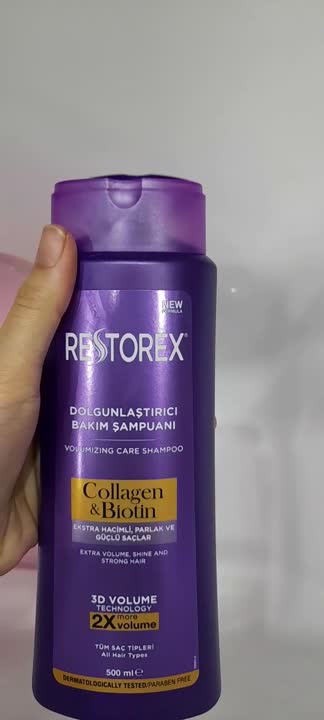 NEW
FORMULA
RESTOREX®
DOLGUNLAŞTIRICI
BAKIM ŞAMPUANI
VOLUMIZING CARE SHAMPOO
Collagen
&Biotin
EKSTRA HACİMLİ, PARLAK VE
GÜÇLÜ SAÇLAR
EXTRA VOLUME, SHINE AND
STRONG HAIR
3D VOLUME
TECHNOLOGY
2X more
volume
TÜM SAÇ TİPLERİ
All Hair Types
500 ml e
DERMATOLOGICALLY TESTED/PARABEN FREE